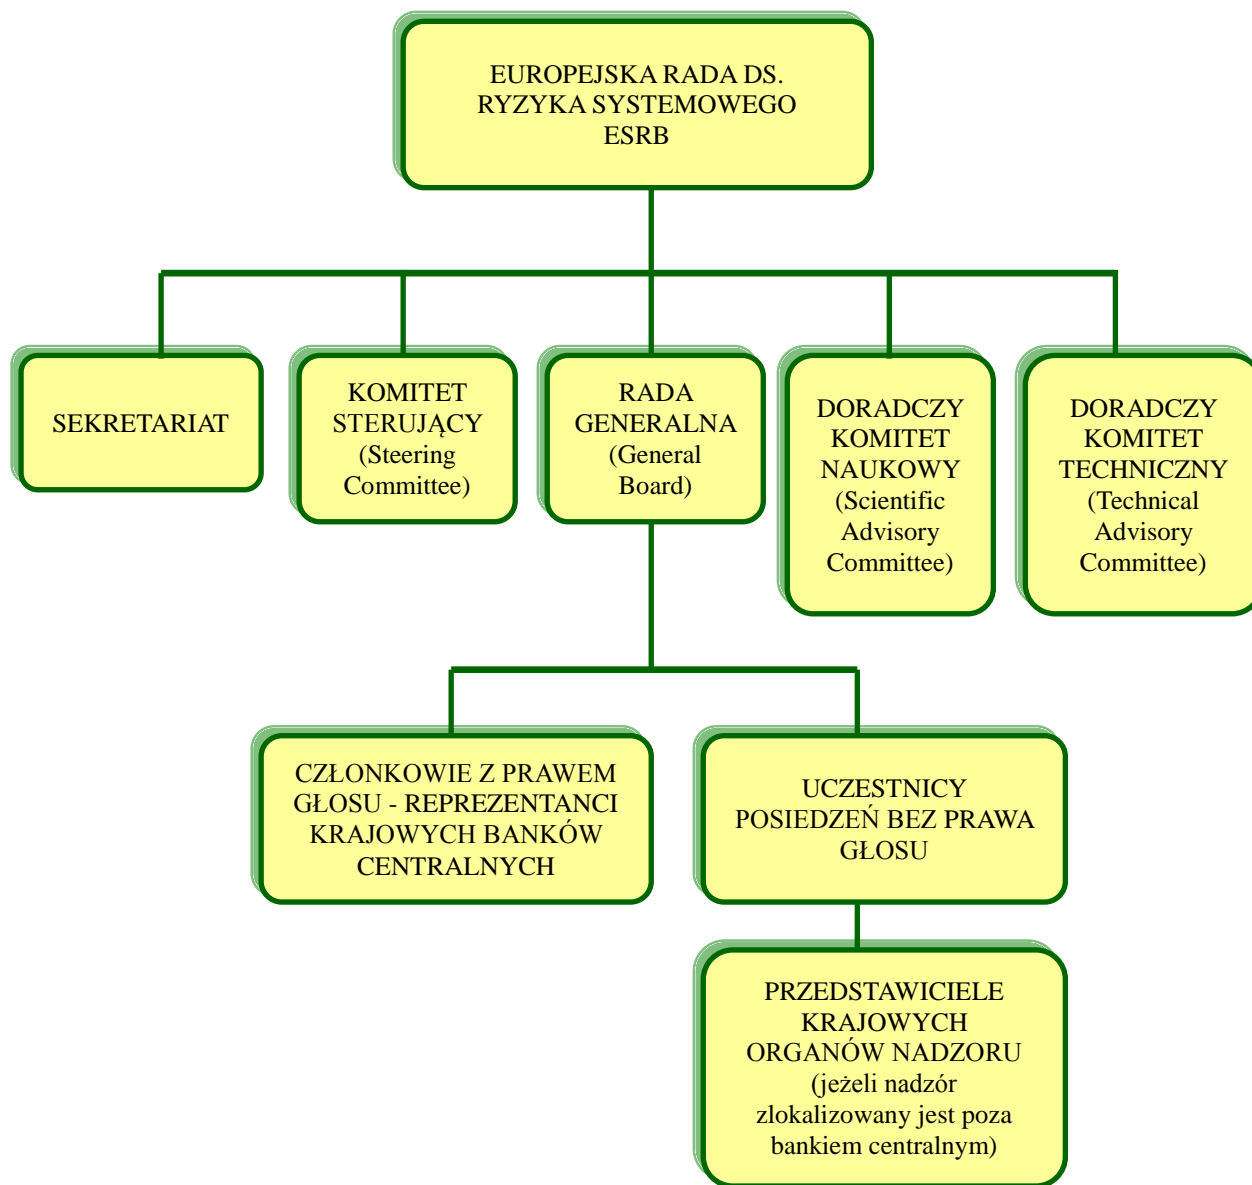 EUROPEJSKA RADA DS.
RYZYKA SYSTEMOWEGO
ESRB
SEKRETARIAT
KOMITET
STERUJĄCY
(Steering
Committee)
RADA
GENERALNA
(General
Board)
DORADCZY
KOMITET
NAUKOWY
(Scientific
Advisory
Committee)
DORADCZY
KOMITET
TECHNICZNY
(Technical
Advisory
Committee)
CZŁONKOWIE Z PRAWEM
GŁOSU - REPREZENTANCI
KRAJOWYCH BANKÓW
CENTRALNYCH
UCZESTNICY
POSIEDZEŃ BEZ PRAWA
GŁOSU
PRZEDSTAWICIELE
KRAJOWYCH
ORGANÓW NADZORU
(jeżeli nadzór
zlokalizowany jest poza
bankiem centralnym)